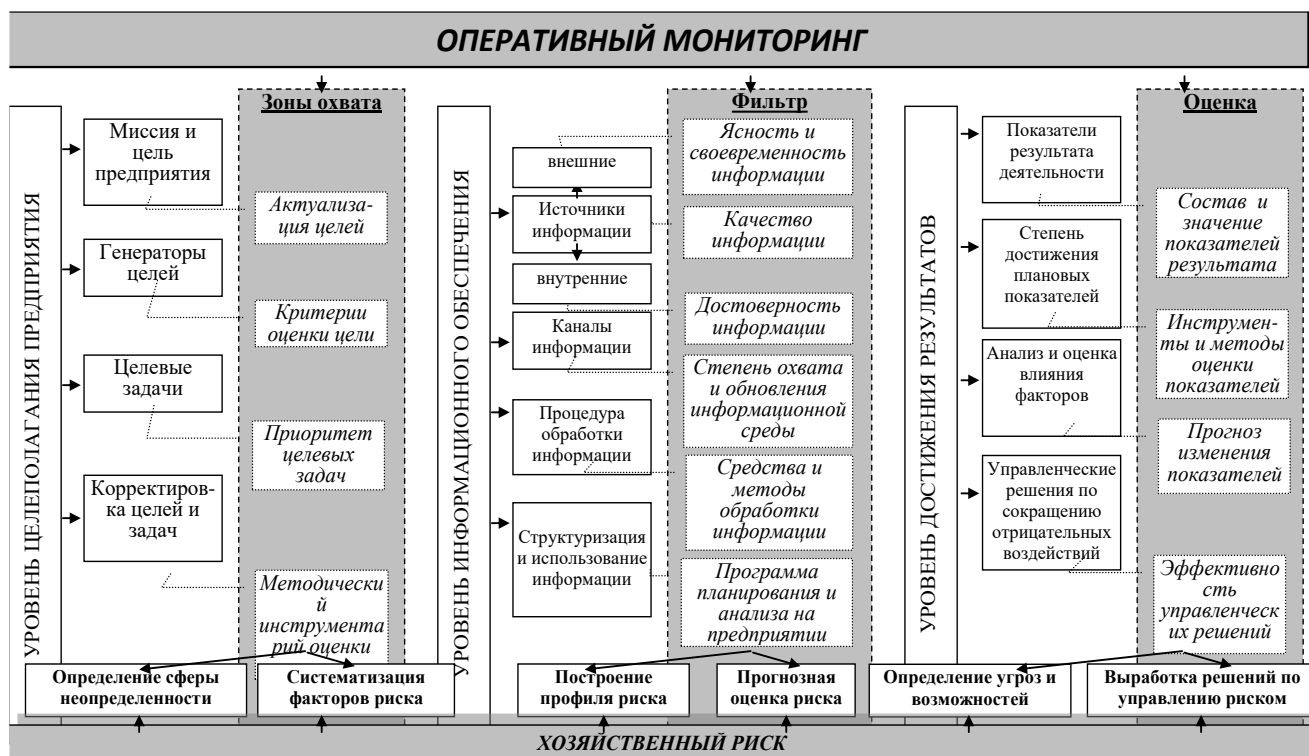 ОПЕРАТИВНЫЙ МОНИТОРИНГ
УРОВЕНЬ ЦЕЛЕПОЛАГАНИЯ ПРЕДПРИЯТИЯ
Миссия и
цель
предприятия
Генераторы
целей
Целевые
задачи
Корректиров-
ка целей и
задач
Зоны охвата
Актуализа-
ция целей
Критерии
оценки цели
Приоритет
целевых
задач
Методически
й
инструмента
рий оценки
УРОВЕНЬ ИНФОРМАЦИОННОГО ОБЕСПЕЧЕНИЯ
внешние
Источники
информации
внутренние
Каналы
информации
Процедура
обработки
информации
Структуризация
и использование
информации
Фильтр
Ясность и
своевременность
информации
Качество
информации
Достоверность
информации
Степень охвата
и обновления
информационной
среды
Средства и
методы
обработки
информации
Программа
планирования и
анализа на
предприятии
УРОВЕНЬ ДОСТИЖЕНИЯ РЕЗУЛЬТАТОВ
Показатели
результата
деятельности
Степень
достижения
плановых
показателей
Анализ и оценка
влияния
факторов
Управленческие
решения по
сокращению
отрицательных
воздействий
Оценка
Состав и
значение
показателей
результата
Инструмен-
ты и методы
оценки
показателей
Прогноз
изменения
показателей
Эффективно
сть
управленческ
их решений
Определение сферы
неопределенности
Систематизация
факторов риска
Построение
профиля риска
Прогнозная
оценка риска
Определение угроз и
возможностей
Выработка решений по
управлению риском
ХОЗЯЙСТВЕННЫЙ РИСК